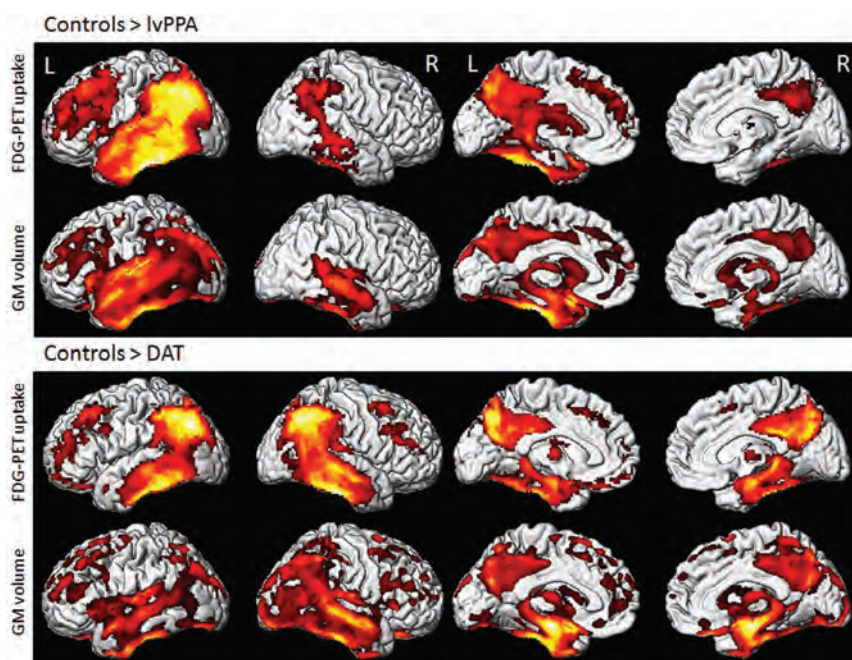 Controls > lvPPA
L
R
L
R
FDG-PET uptake
GM volume
Controls > DAT
FDG-PET uptake
GM volume